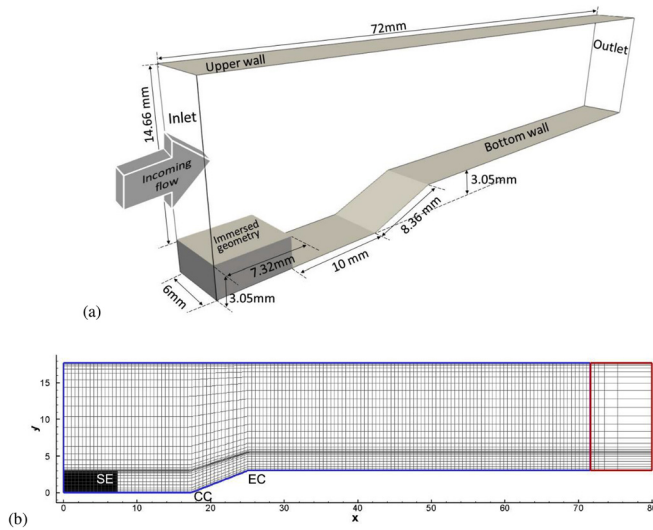 72mm
Upper wall
Outlet
14.66 mm
Inlet
Bottom wall
Incoming
flow
3.05mm
Immersed
geometry
8.36 mm
7.32mm
10 mm
6mm
3.05mm
(a)
15
10
y
5
SE
EC
0
CC
0 10 20 30 40 50 60 70 80
x
(b)